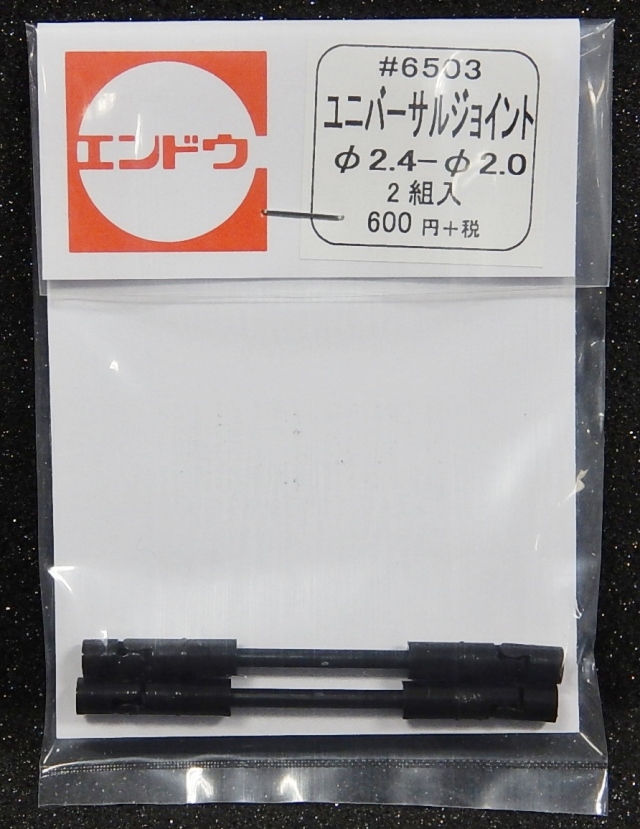 エンドウ
#6503
ユニバーサルジョイント
φ2.4-φ2.0
2組入
600円+税